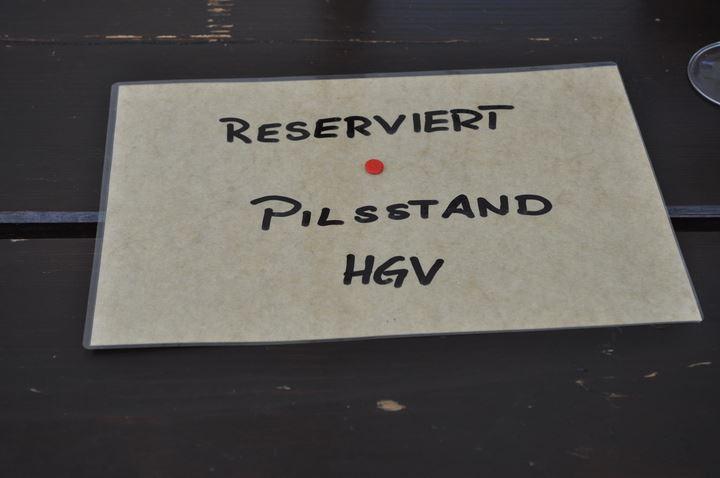 RESERVIERT
PILSSTAND
HGV